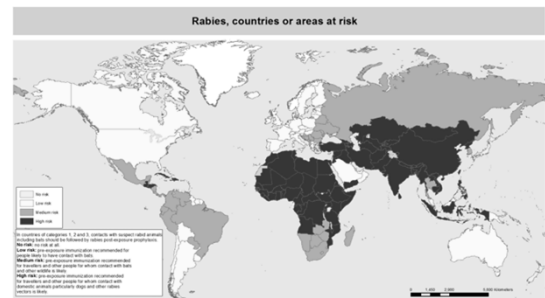 Rabies, countries or areas at risk
No risk
Low risk
Medium risk
High risk
In countries of categories 1, 2 and 3, contacts with suspect rabid animals
including bats should be followed by rabies post-exposure prophylaxis.
No risk: no risk at all.
Low risk: pre-exposure immunization recommended for
people likely to have contact with bats.
Medium risk: pre-exposure immunization recommended
for travellers and other people for whom contact with bats
and other wildlife is likely.
High risk: pre-exposure immunization recommended
for travellers and other people for whom contact with
domestic animals particularly dogs and other rabies
vectors is likely.